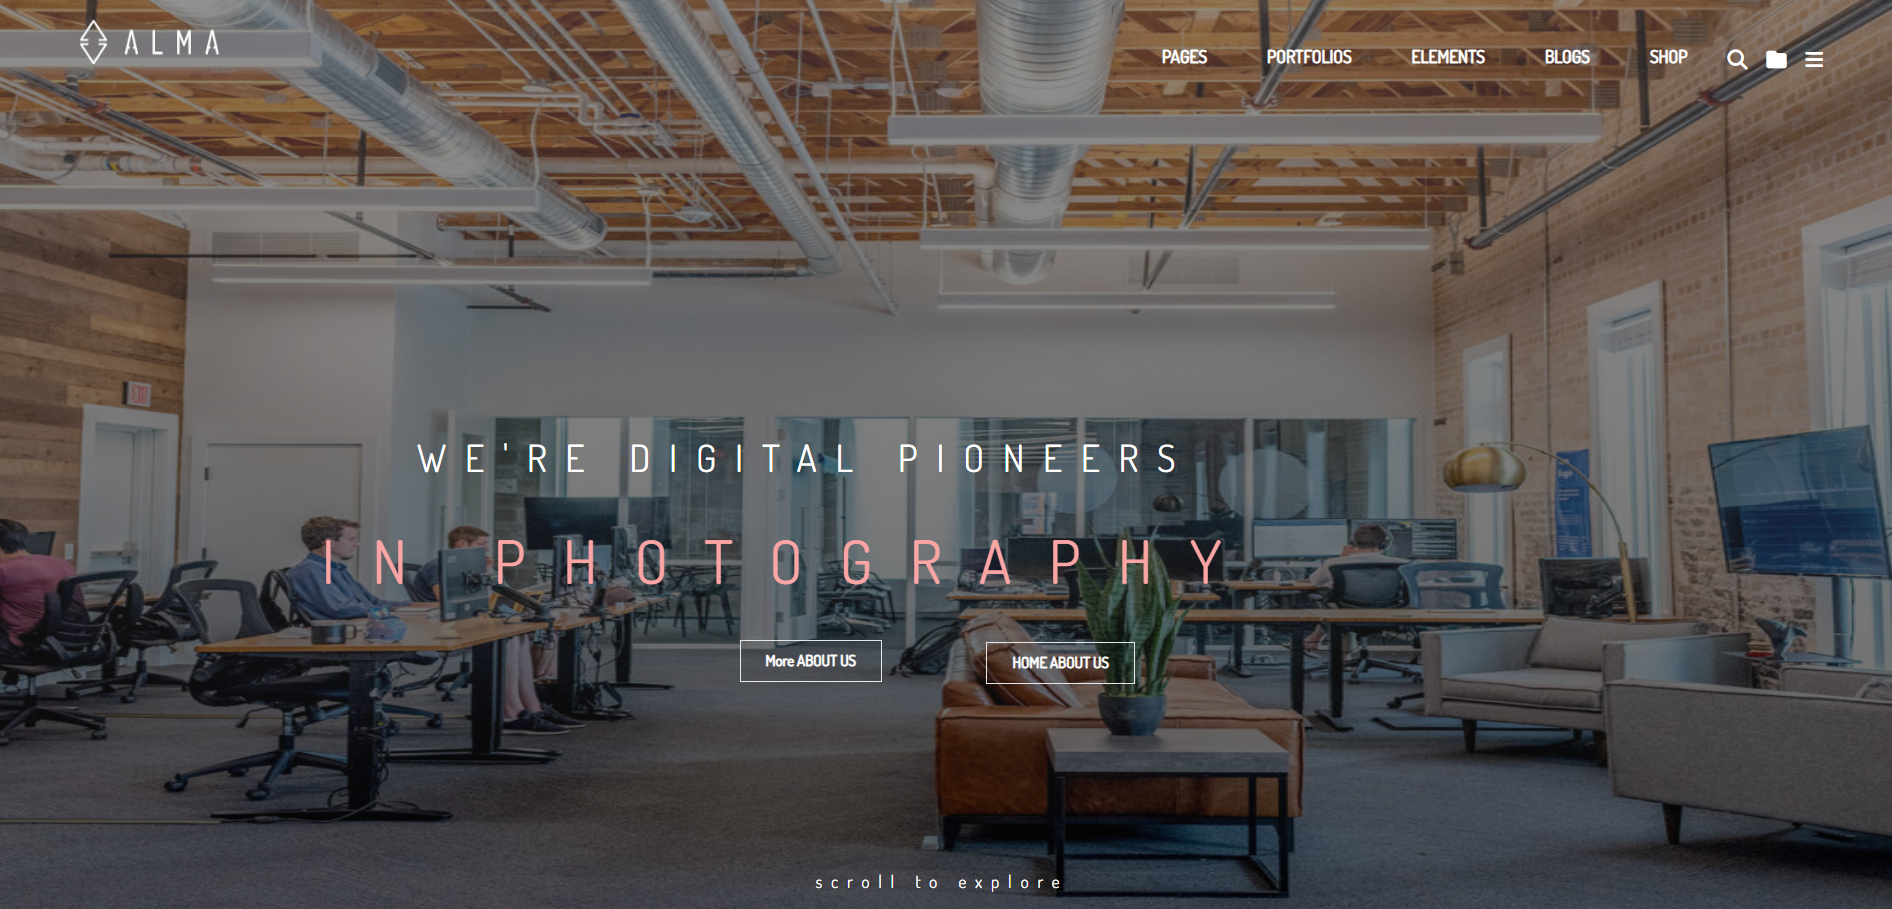 ALMA
PAGES PORTFOLIOS ELEMENTS BLOGS SHOP
EXIT
WE'RE DIGITAL PIONEERS
IN PHOTOGRAPHY
More ABOUT US HOME ABOUT US
scroll to explore